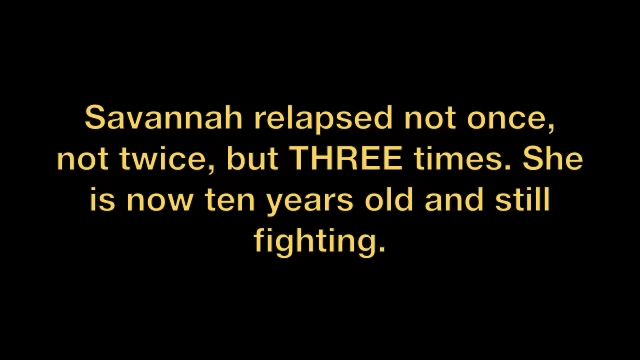 Savannah relapsed not once,
not twice, but THREE times. She
is now ten years old and still
fighting.